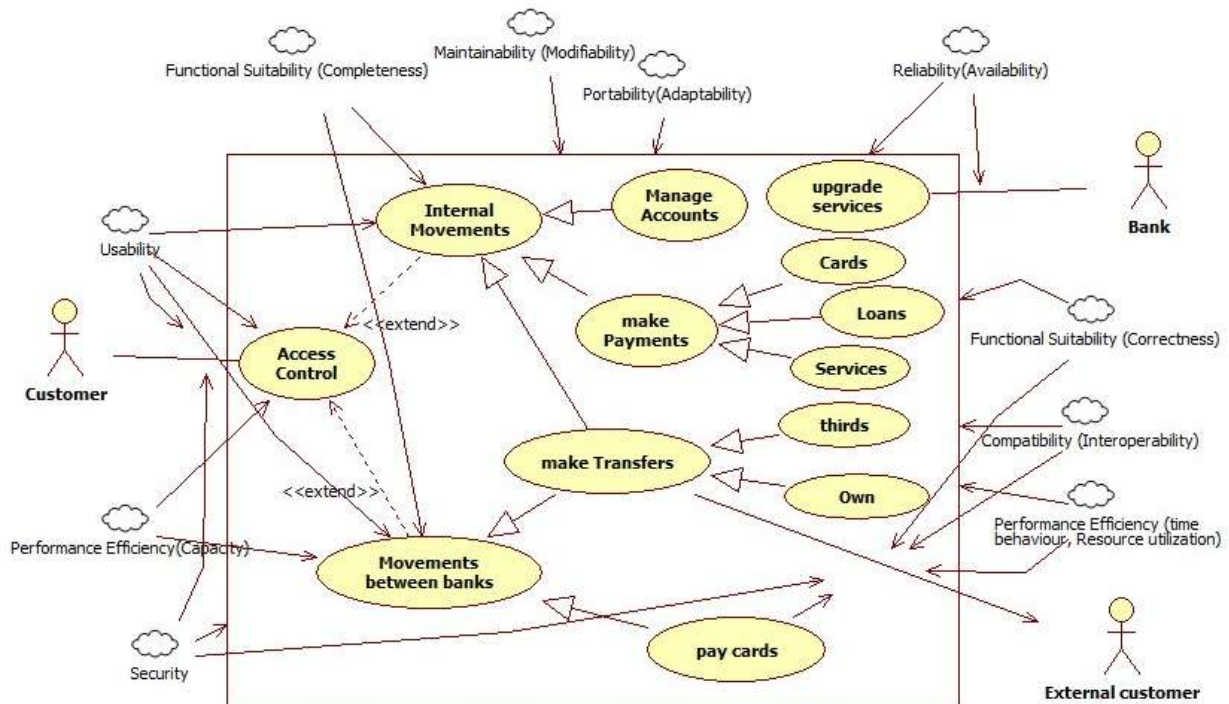 Functional Suitability (Completeness)
Maintainability (Modifiability)
Portability(Adaptability)
Reliability(Availability)
Internal
Movements
Manage
Accounts
upgrade
services
Bank
Usability
Cards
Loans
<<extend>>
make
Payments
Functional Suitability (Correctness)
Access
Control
Services
Customer
thirds
Compatibility (Interoperability)
make Transfers
<<extend>>
Own
Performance Efficiency(Capacity)
Performance Efficiency (time
behaviour, Resource utilization)
Movements
between banks
pay cards
Security
External customer